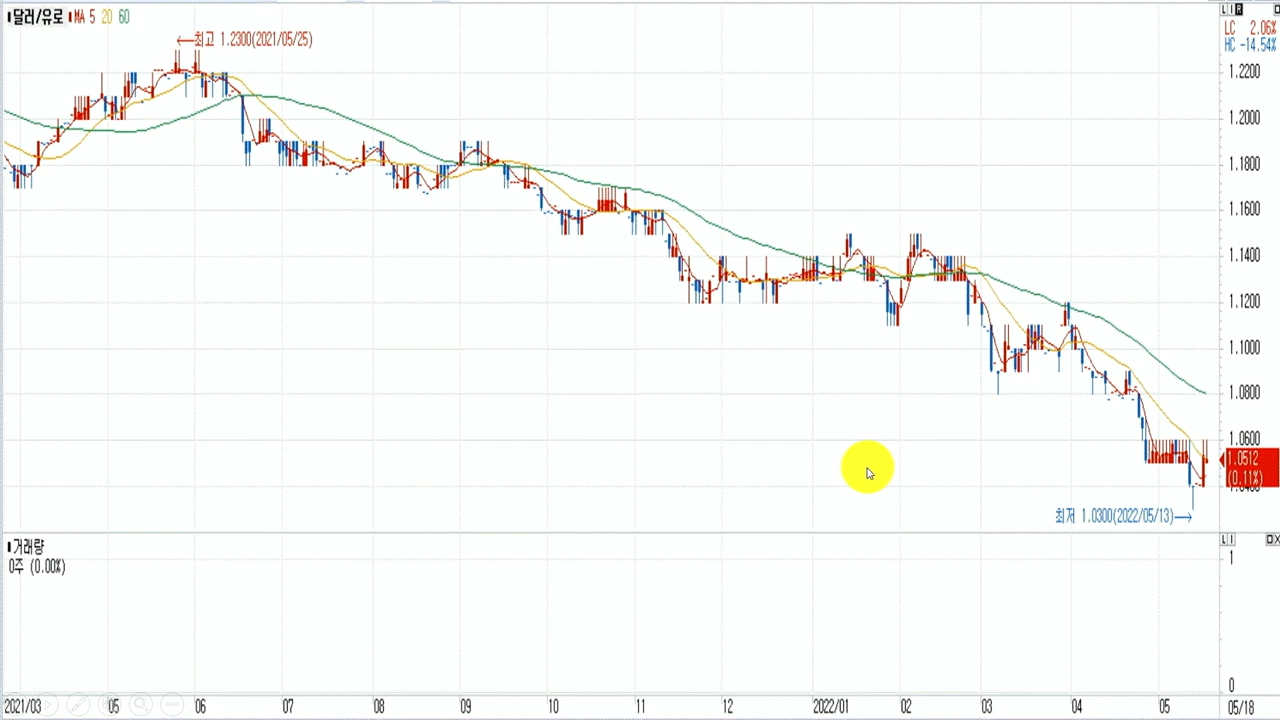 달러/유로 MA 5 20 60
LI R
LC 2.06%
HC -14.54%
최고 1.2300(2021/05/25)
1.2200
1.2000
1.1800
1.1600
1.1400
1.1200
1.1000
1.0800
1.0600
1.0512
(0.11%)
최저 1.0300(2022/05/13)
거래량
0주 (0.00%)
LI
1
0
2021/03 05 06 07 08 09 10 11 12 2022/01 02 03 04 05 05/18